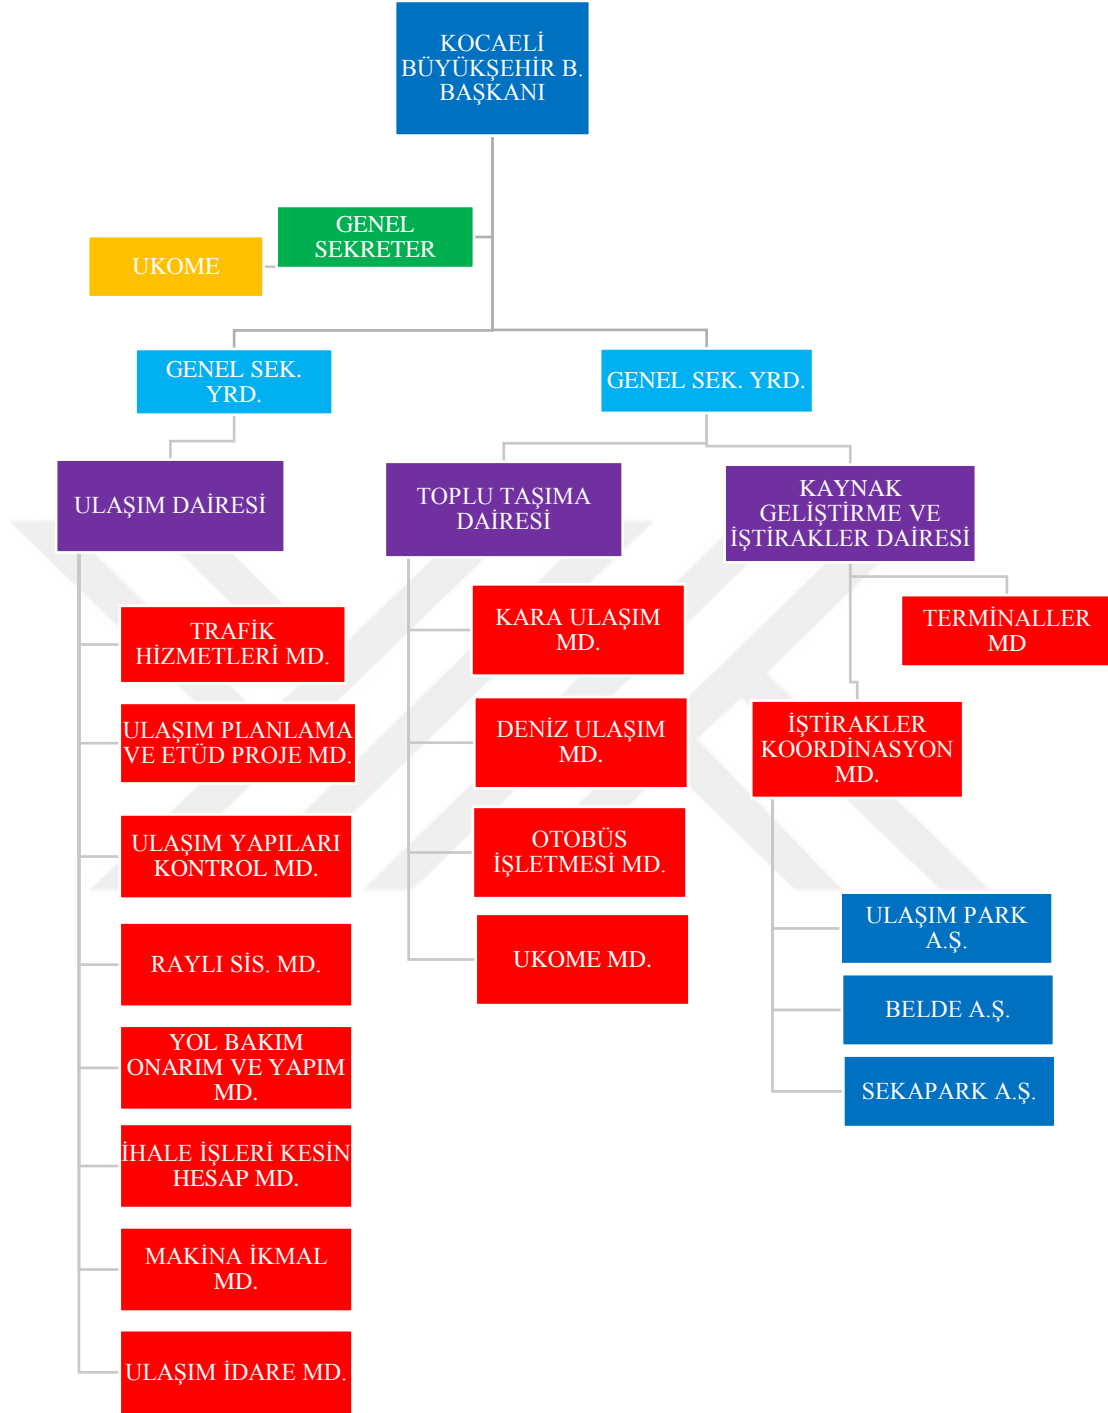 KOCAELİ
BÜYÜKŞEHİR B.
BAŞKANI
GENEL
SEKRETER
UKOME
GENEL SEK.
YRD.
GENEL SEK. YRD.
ULAŞIM DAİRESİ
TRAFİK
HİZMETLERİ MD.
ULAŞIM PLANLAMA
VE ETÜD PROJE MD.
ULAŞIM YAPILARI
KONTROL MD.
RAYLI SİS. MD.
YOL BAKIM
ONARIM VE YAPIM
MD.
İHALE İŞLERİ KESİN
HESAP MD.
MAKİNA İKMAL
MD.
ULAŞIM İDARE MD.
TOPLU TAŞIMA
DAİRESİ
KARA ULAŞIM
MD.
DENİZ ULAŞIM
MD.
OTOBÜS
İŞLETMESİ MD.
UKOME MD.
KAYNAK
GELİŞTİRME VE
İŞTİRAKLER DAİRESİ
TERMİNALLER
MD
İŞTİRAKLER
KOORDİNASYON
MD.
ULAŞIM PARK
A.Ş.
BELDE A.Ş.
SEKAPARK A.Ş.